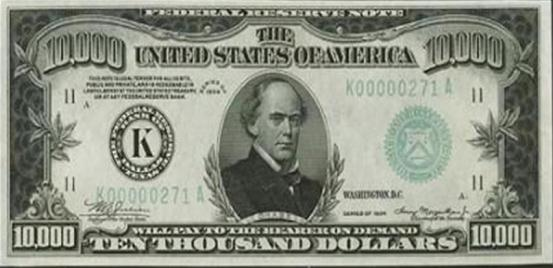 FEDERAL RESERVE NOTE
10,000 THE 10,000
UNITED STATES OF AMERICA
THIS NOTE IS LEGAL TENDER FOR ALL DEBTS,
PUBLIC AND PRIVATE, AND IS REDEEMABLE IN
LAWFUL MONEY AT THE UNITED STATES TREASURY,
OR AT ANY FEDERAL RESERVE BANK.
SERIES OF 1934
K00000271 A
11 11
A
K
11 11
K00000271 A
WASHINGTON, D.C.
A
SERIES OF 1934
CHASE
WILL PAY TO THE BEARER ON DEMAND
10,000 TEN THOUSAND DOLLARS 10,000